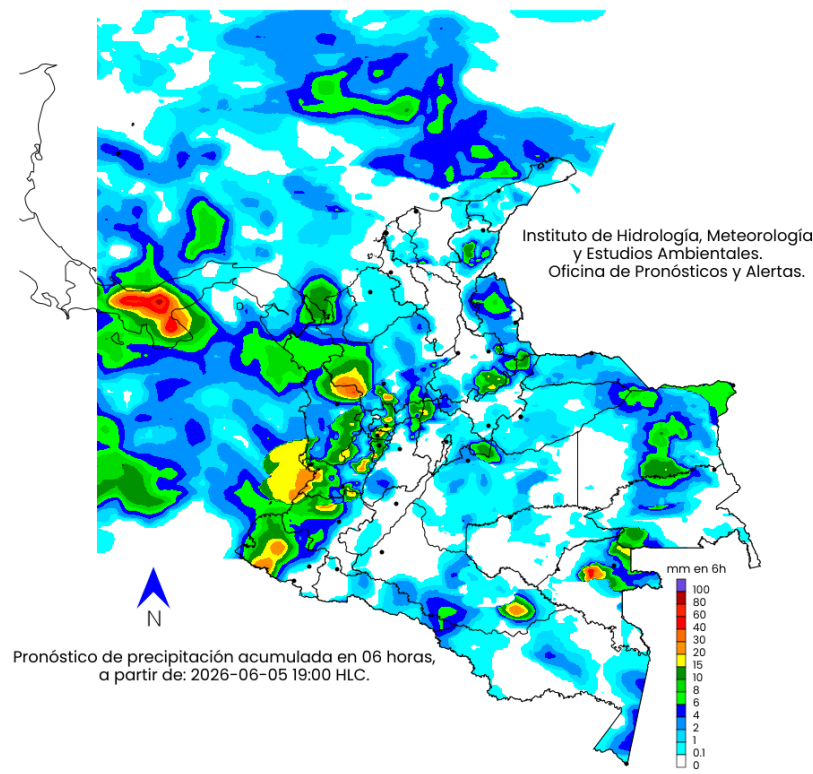 Instituto de Hidrología, Meteorología
y Estudios Ambientales.
Oficina de Pronósticos y Alertas.
mm en 6h
100
80
60
40
30
20
15
10
8
6
4
2
1
0.1
0
N
Pronóstico de precipitación acumulada en 06 horas,
a partir de: 2026-06-05 19:00 HLC.